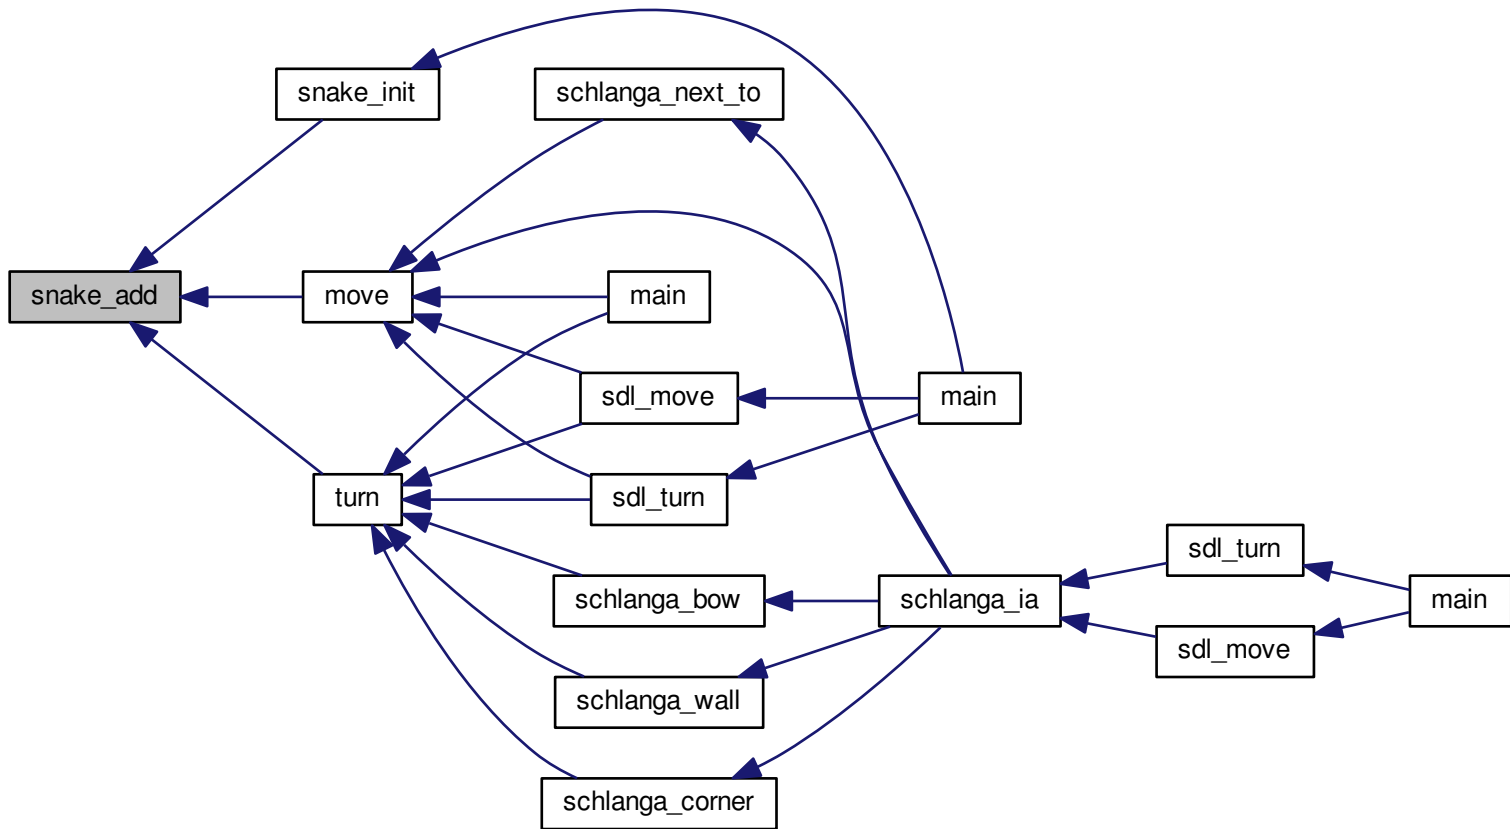 snake_init
schlanga_next_to
snake_add
move
main
sdl_move
main
turn
sdl_turn
sdl_turn
schlanga_bow
schlanga_ia
main
sdl_move
schlanga_wall
schlanga_corner